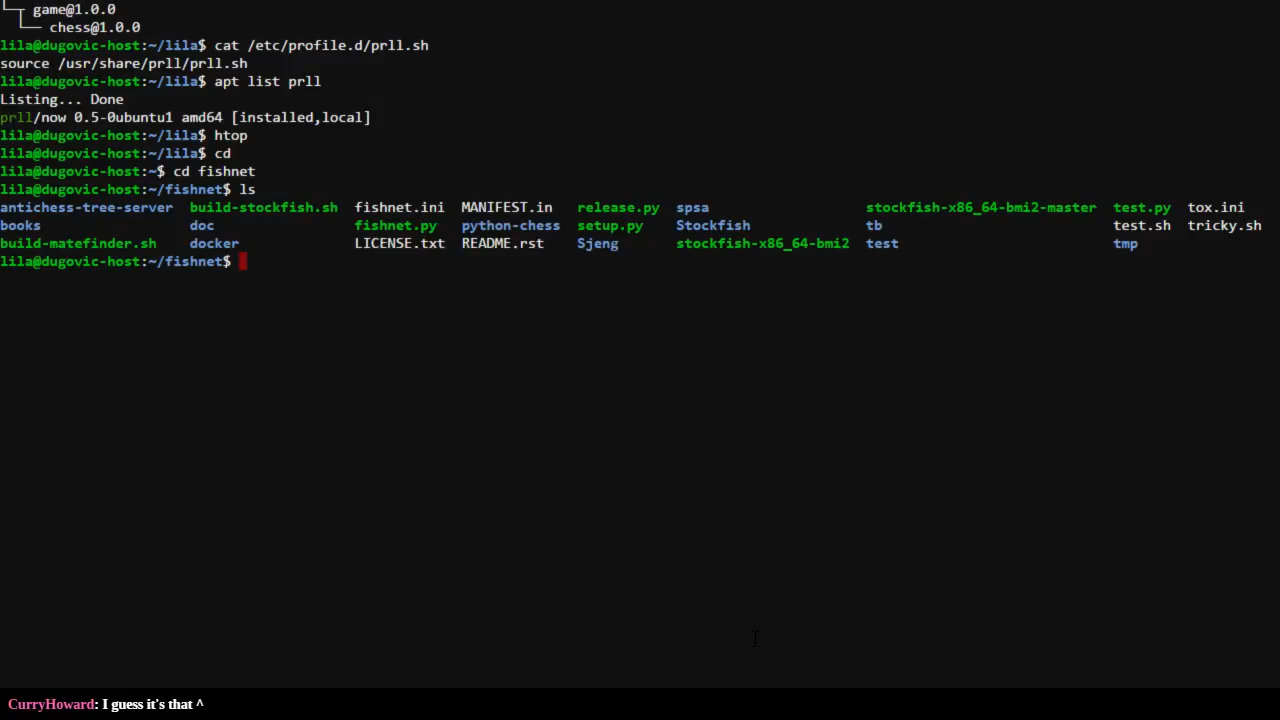 └─┬ game@1.0.0
  └── chess@1.0.0
lila@dugovic-host:~/lila$ cat /etc/profile.d/prll.sh
source /usr/share/prll/prll.sh
lila@dugovic-host:~/lila$ apt list prll
Listing... Done
prll/now 0.5-0ubuntu1 amd64 [installed,local]
lila@dugovic-host:~/lila$ htop
lila@dugovic-host:~/lila$ cd
lila@dugovic-host:~$ cd fishnet
lila@dugovic-host:~/fishnet$ ls
antichess-tree-server  build-stockfish.sh  fishnet.ini  MANIFEST.in  release.py  spsa  stockfish-x86_64-bmi2-master  test.py  tox.ini
books  doc  fishnet.py  python-chess  setup.py  Stockfish  tb  test.sh  tricky.sh
build-matefinder.sh  docker  LICENSE.txt  README.rst  Sjeng  stockfish-x86_64-bmi2  test  tmp
lila@dugovic-host:~/fishnet$
CurryHoward: I guess it's that ^